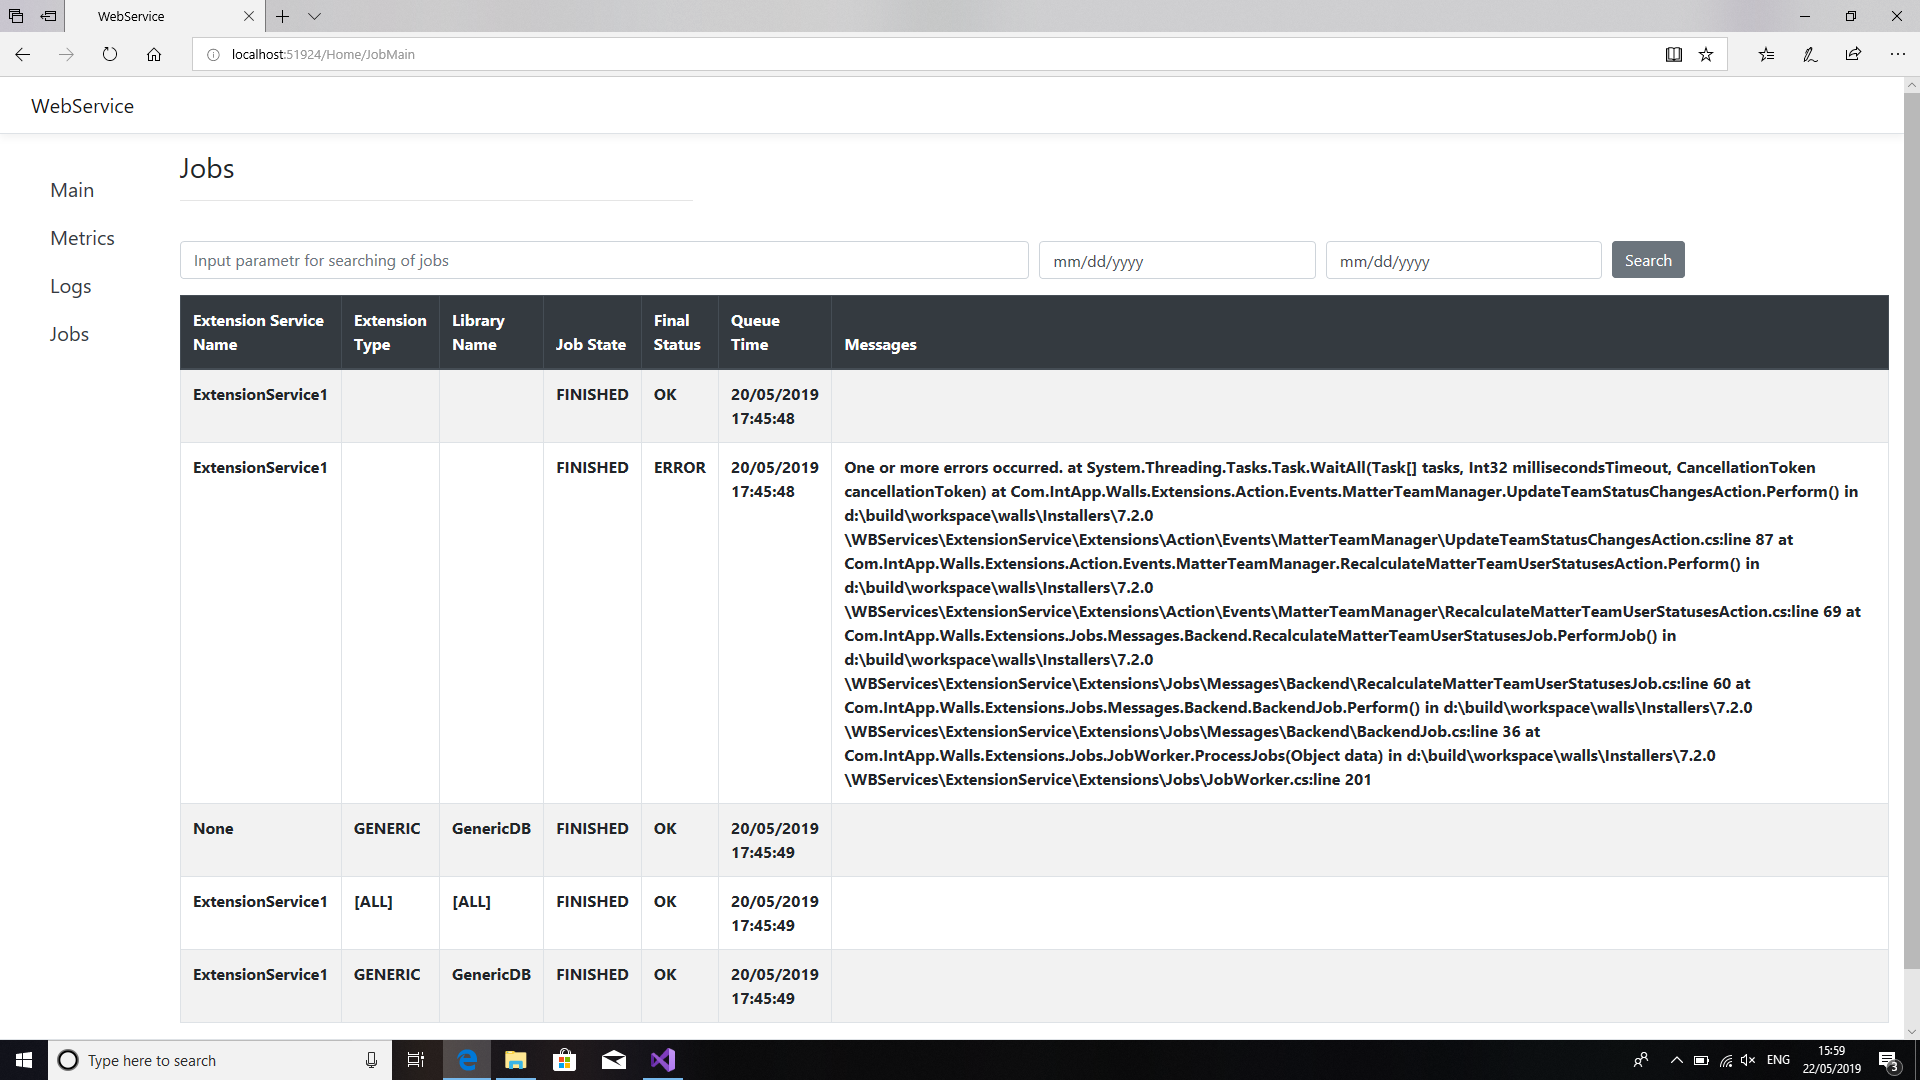 WebService
localhost:51924/Home/JobMain
WebService
Main
Metrics
Logs
Jobs
Jobs
Input parametr for searching of jobs
mm/dd/yyyy
mm/dd/yyyy
Search
Extension Service Name
Extension Type
Library Name
Job State
Final Status
Queue Time
Messages
ExtensionService1
FINISHED
OK
20/05/2019
17:45:48
ExtensionService1
FINISHED
ERROR
20/05/2019
17:45:48
One or more errors occurred. at System.Threading.Tasks.Task.WaitAll(Task[] tasks, Int32 millisecondsTimeout, CancellationToken
cancellationToken) at Com.IntApp.Walls.Extensions.Action.Events.MatterTeamManager.UpdateTeamStatusChangesAction.Perform() in
d:\build\workspace\walls\Installers\7.2.0
\WBServices\ExtensionService\Extensions\Action\Events\MatterTeamManager\UpdateTeamStatusChangesAction.cs:line 87 at
Com.IntApp.Walls.Extensions.Action.Events.MatterTeamManager.RecalculateMatterTeamUserStatusesAction.Perform() in
d:\build\workspace\walls\Installers\7.2.0
\WBServices\ExtensionService\Extensions\Action\Events\MatterTeamManager\RecalculateMatterTeamUserStatusesAction.cs:line 69 at
Com.IntApp.Walls.Extensions.Jobs.Messages.Backend.RecalculateMatterTeamUserStatusesJob.PerformJob() in
d:\build\workspace\walls\Installers\7.2.0
\WBServices\ExtensionService\Extensions\Jobs\Messages\Backend\RecalculateMatterTeamUserStatusesJob.cs:line 60 at
Com.IntApp.Walls.Extensions.Jobs.Messages.Backend.BackendJob.Perform() in d:\build\workspace\walls\Installers\7.2.0
\WBServices\ExtensionService\Extensions\Jobs\Messages\Backend\BackendJob.cs:line 36 at
Com.IntApp.Walls.Extensions.Jobs.JobWorker.ProcessJobs(Object data) in d:\build\workspace\walls\Installers\7.2.0
\WBServices\ExtensionService\Extensions\Jobs\JobWorker.cs:line 201
None
GENERIC
GenericDB
FINISHED
OK
20/05/2019
17:45:49
ExtensionService1
[ALL]
[ALL]
FINISHED
OK
20/05/2019
17:45:49
ExtensionService1
GENERIC
GenericDB
FINISHED
OK
20/05/2019
17:45:49
Type here to search
ENG
15:59
22/05/2019
3